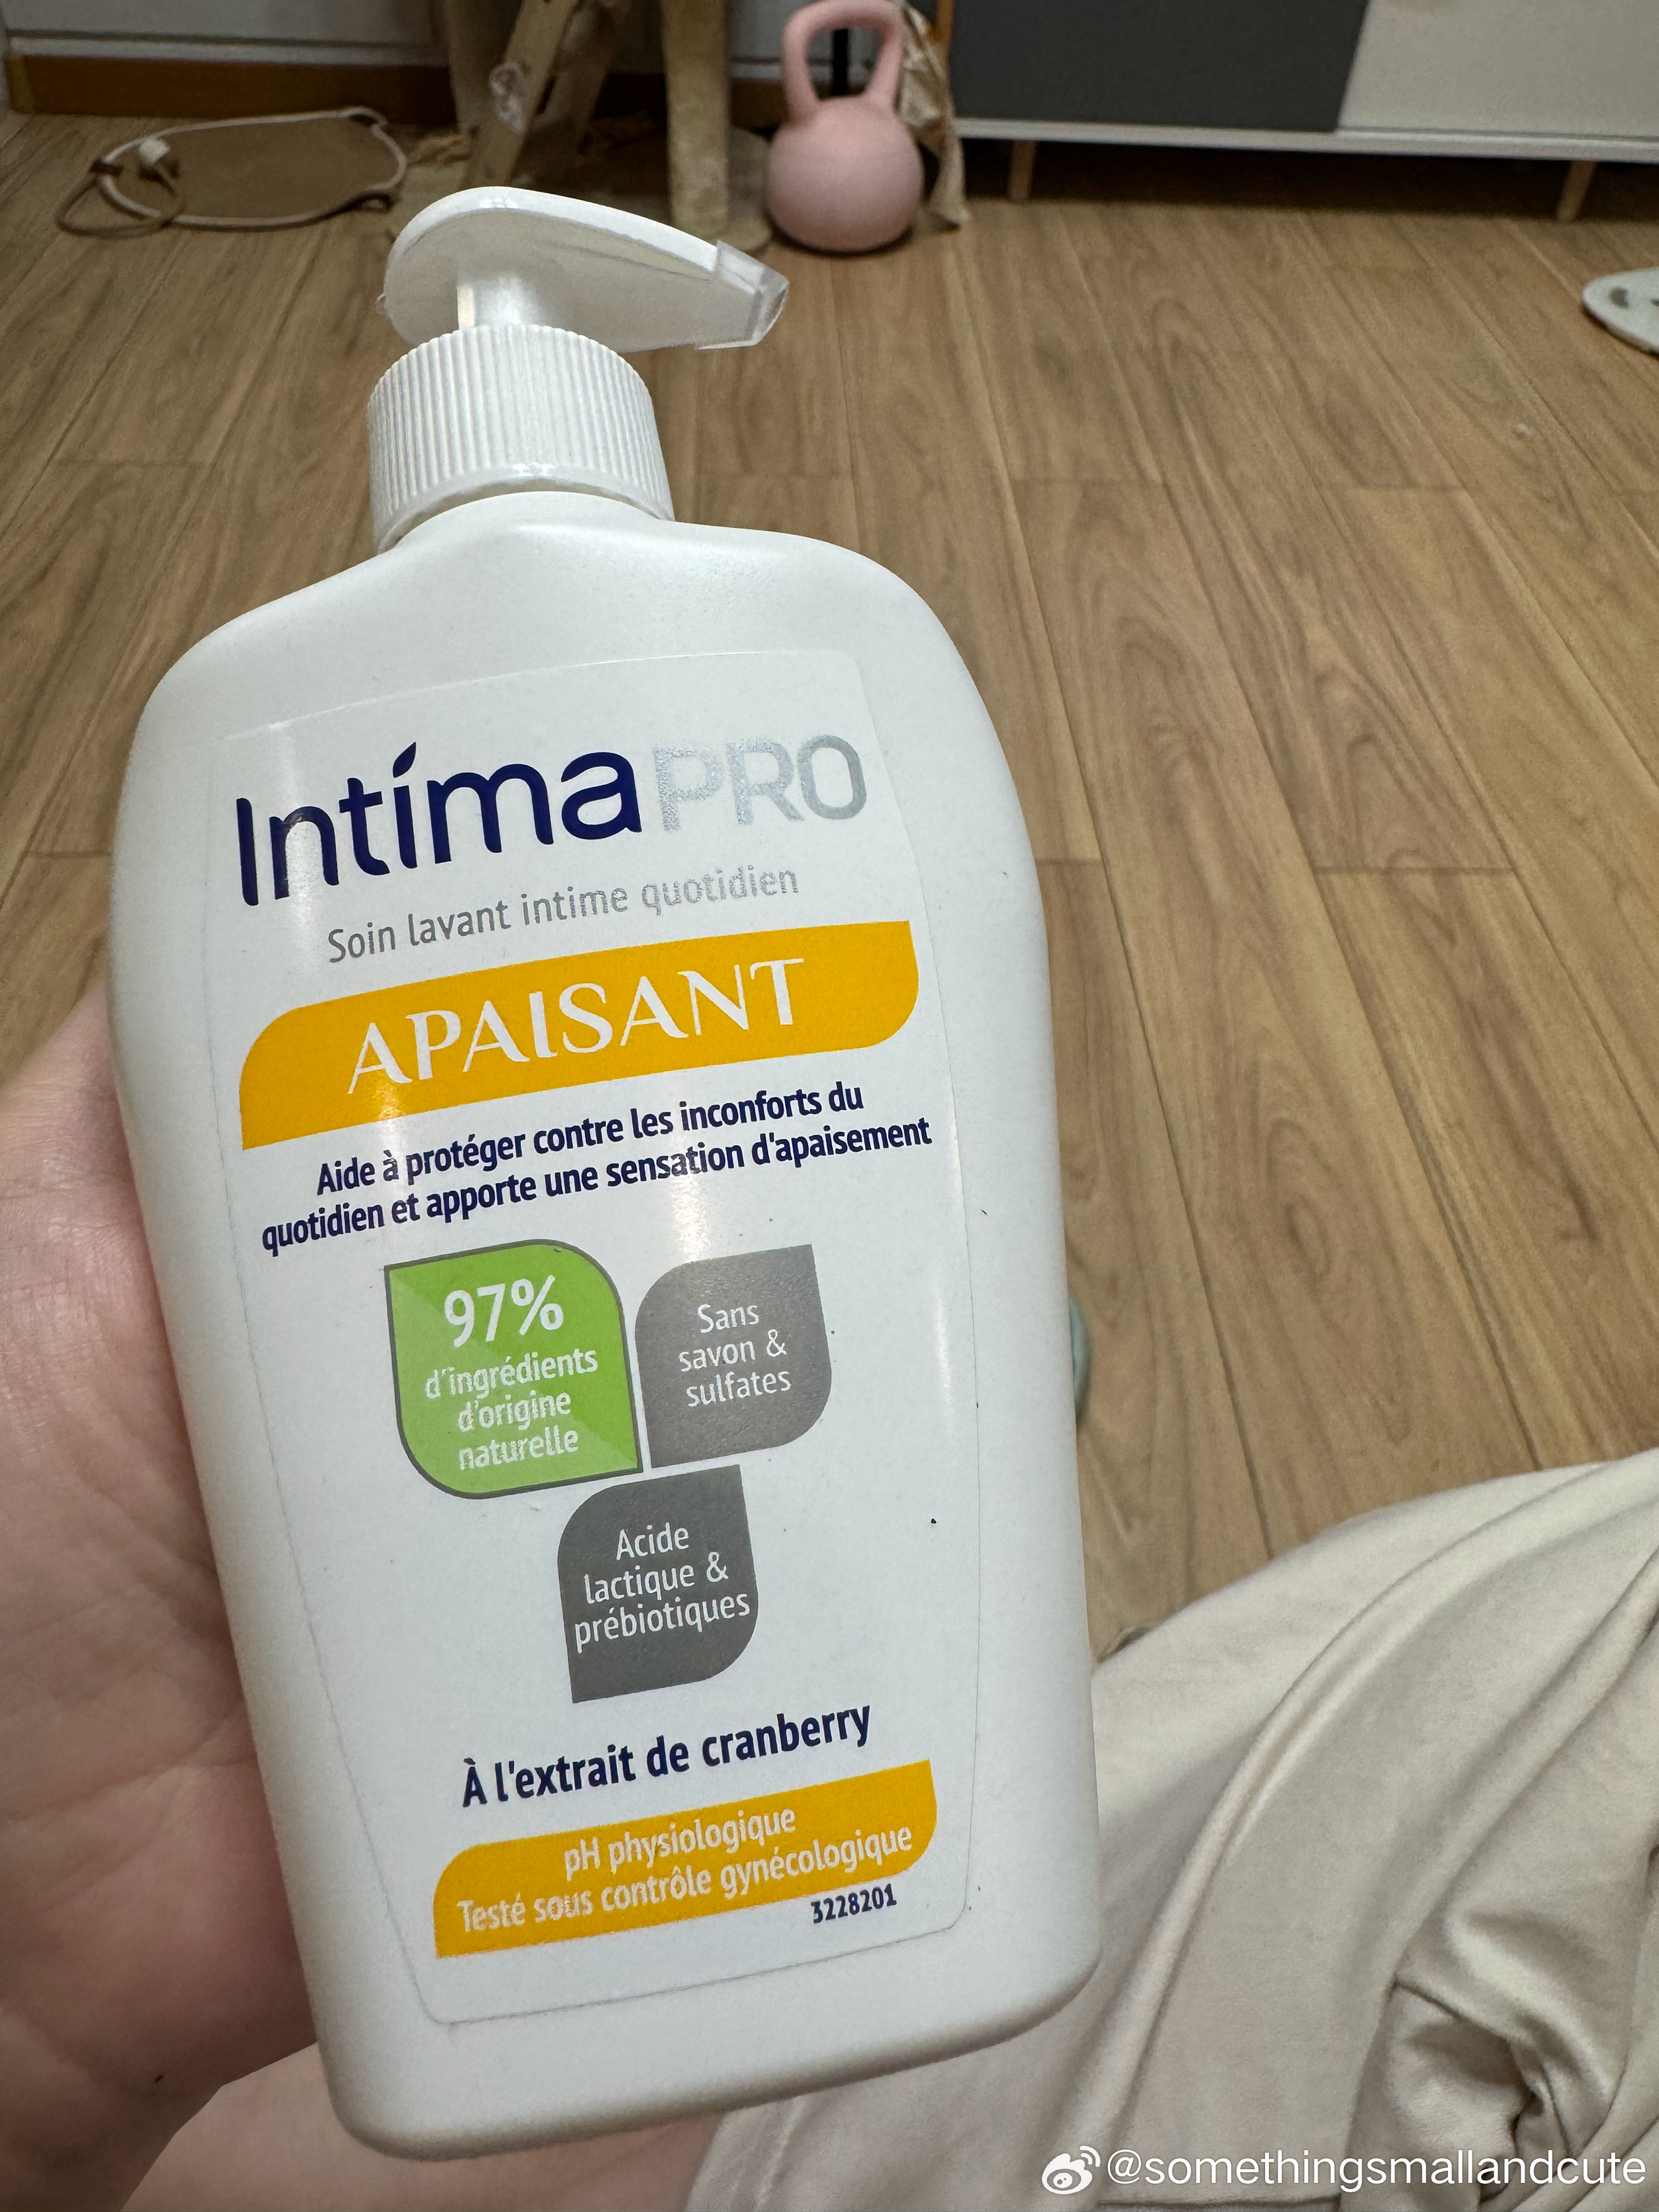 Intíma PRO
Soin lavant intime quotidien
APAISANT
Aide à protéger contre les inconforts du
quotidien et apporte une sensation d'apaisement
97%
d'ingrédients
d'origine
naturelle
Sans
savon &
sulfates
Acide
lactique &
prébiotiques
À l'extrait de cranberry
pH physiologique
Testé sous contrôle gynécologique
3228201
@somethingsmallandcute